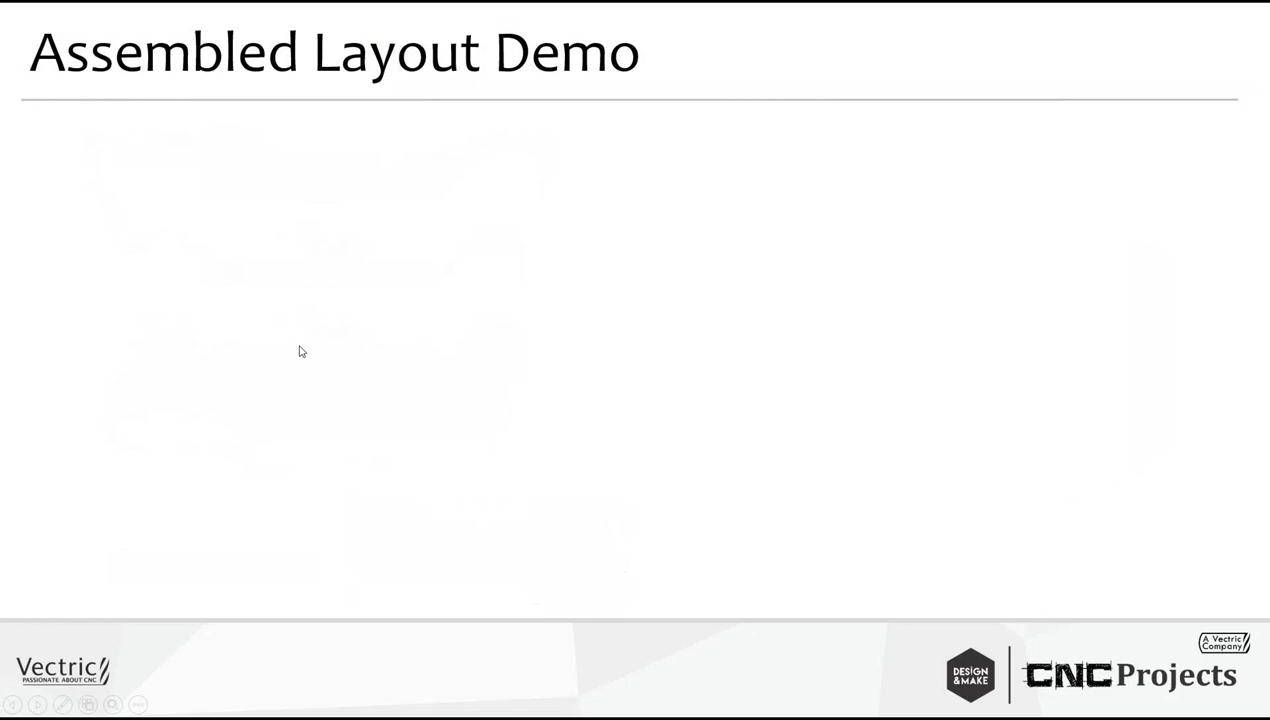 Assembled Layout Demo
A Vectric
Company
Vectric
PASSIONATE ABOUT CNC
DESIGN
&MAKE
CNC Projects